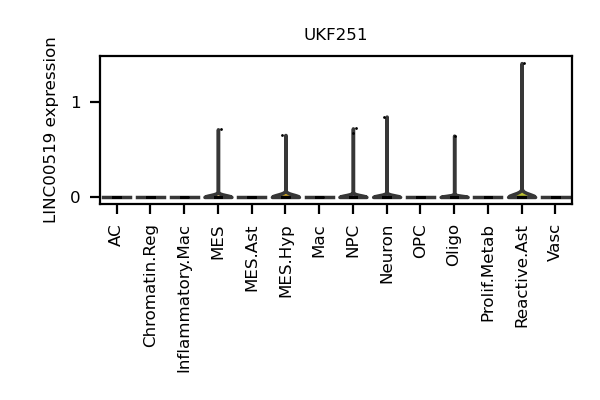 UKF251
LINC00519 expression
1
0
AC
Chromatin.Reg
Inflammatory.Mac
MES
MES.Ast
MES.Hyp
Mac
NPC
Neuron
OPC
Oligo
Prolif.Metab
Reactive.Ast
Vasc